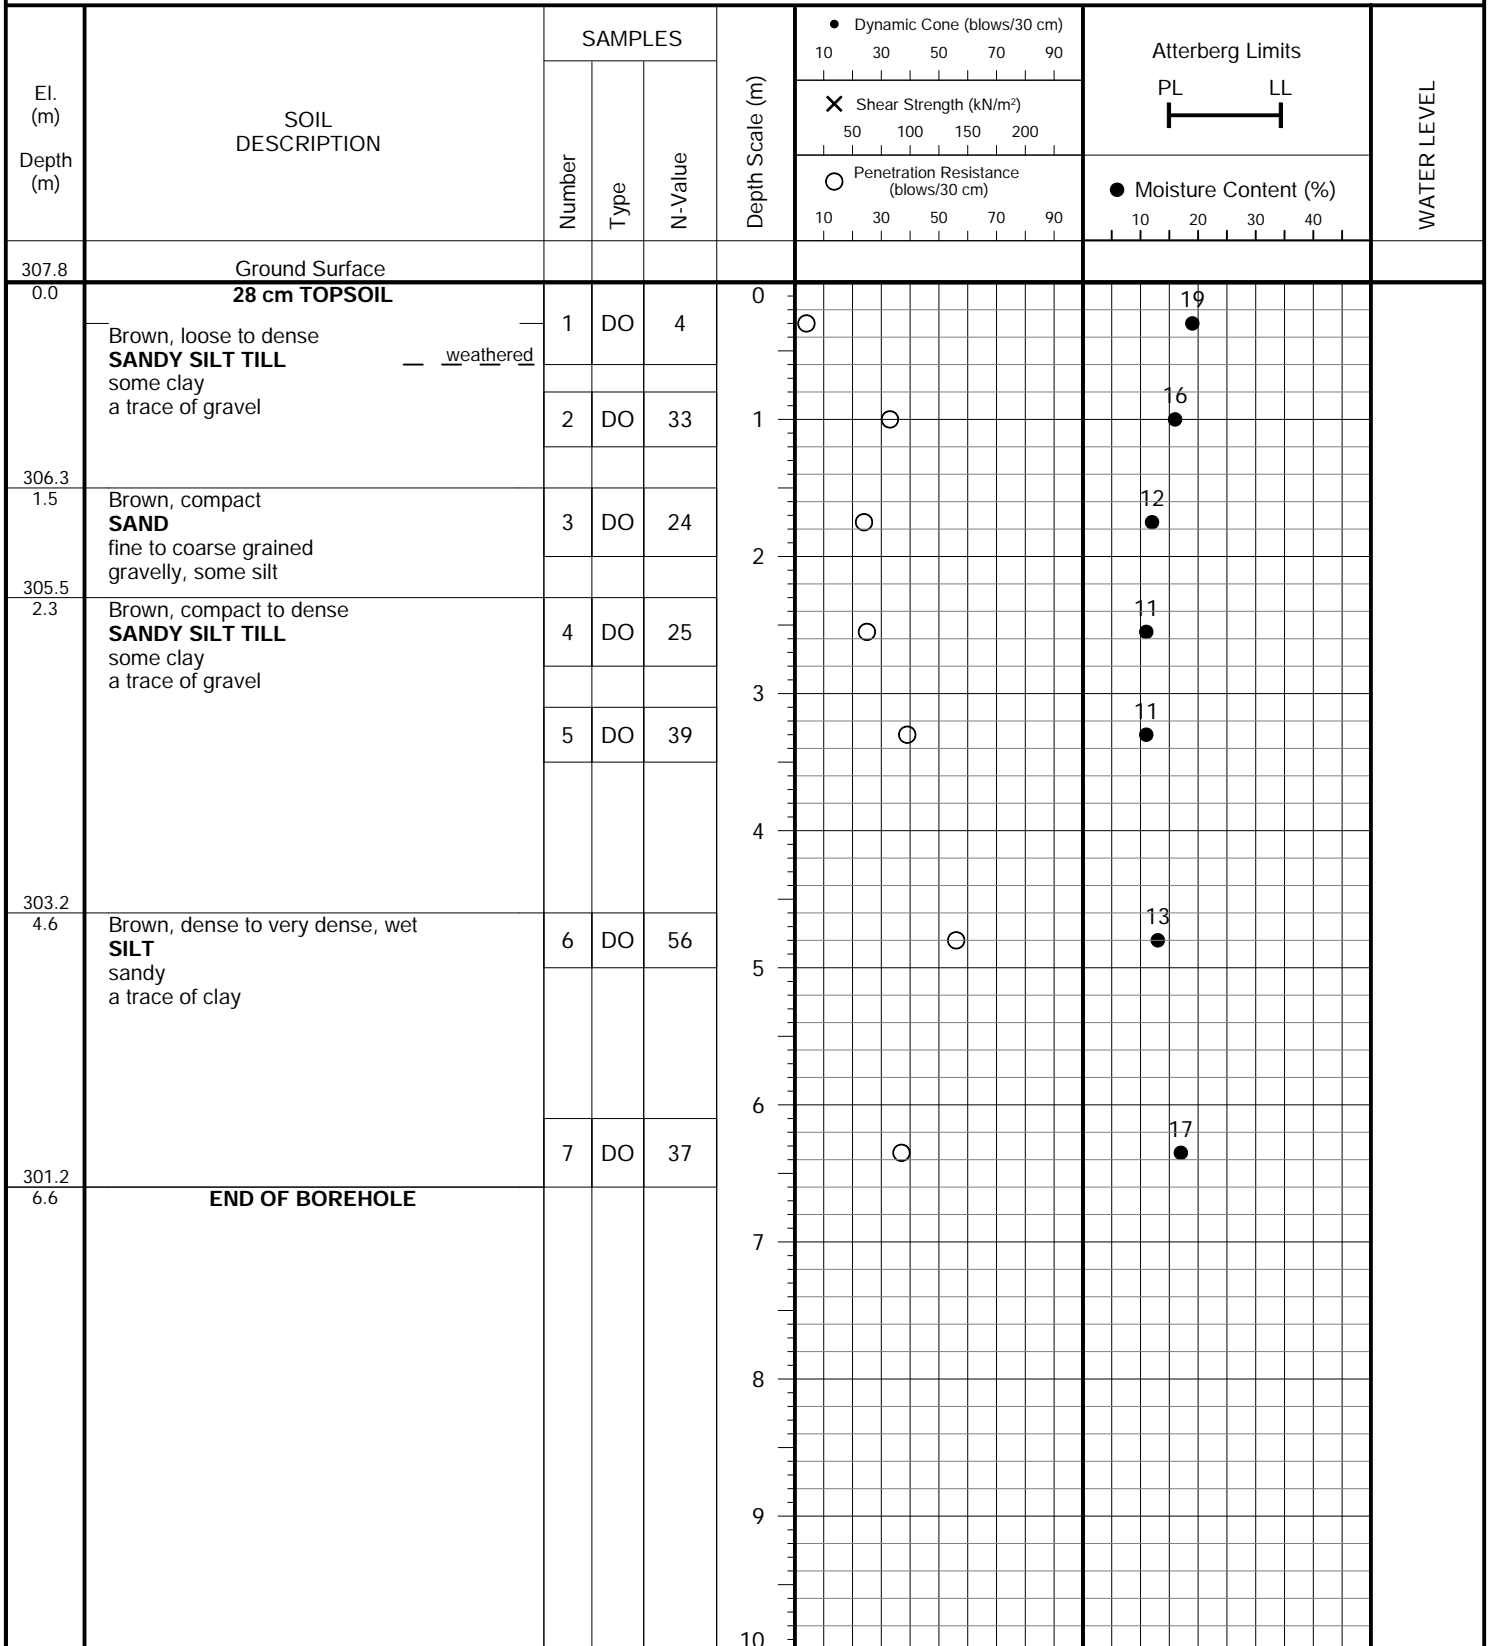 El.
(m)
Depth
(m)
SOIL
DESCRIPTION
SAMPLES
Number
Type
N-Value
Depth Scale (m)
Dynamic Cone (blows/30 cm)
10 30 50 70 90
Shear Strength (kN/m²)
50 100 150 200
Penetration Resistance
(blows/30 cm)
10 30 50 70 90
Atterberg Limits
PL LL
Moisture Content (%)
10 20 30 40
WATER LEVEL
307.8 Ground Surface
0.0 28 cm TOPSOIL 0
19
1 DO 4
Brown, loose to dense
weathered
SANDY SILT TILL
some clay
a trace of gravel
16
2 DO 33 1
306.3
1.5 Brown, compact
12
SAND
3 DO 24
fine to coarse grained
2
gravelly, some silt
305.5
2.3 Brown, compact to dense
11
SANDY SILT TILL
4 DO 25
some clay
a trace of gravel
3
11
5 DO 39
4
303.2
4.6 Brown, dense to very dense, wet
13
6 DO 56
SILT
sandy
5
a trace of clay
6
17
7 DO 37
301.2
6.6 END OF BOREHOLE
7
8
9
10